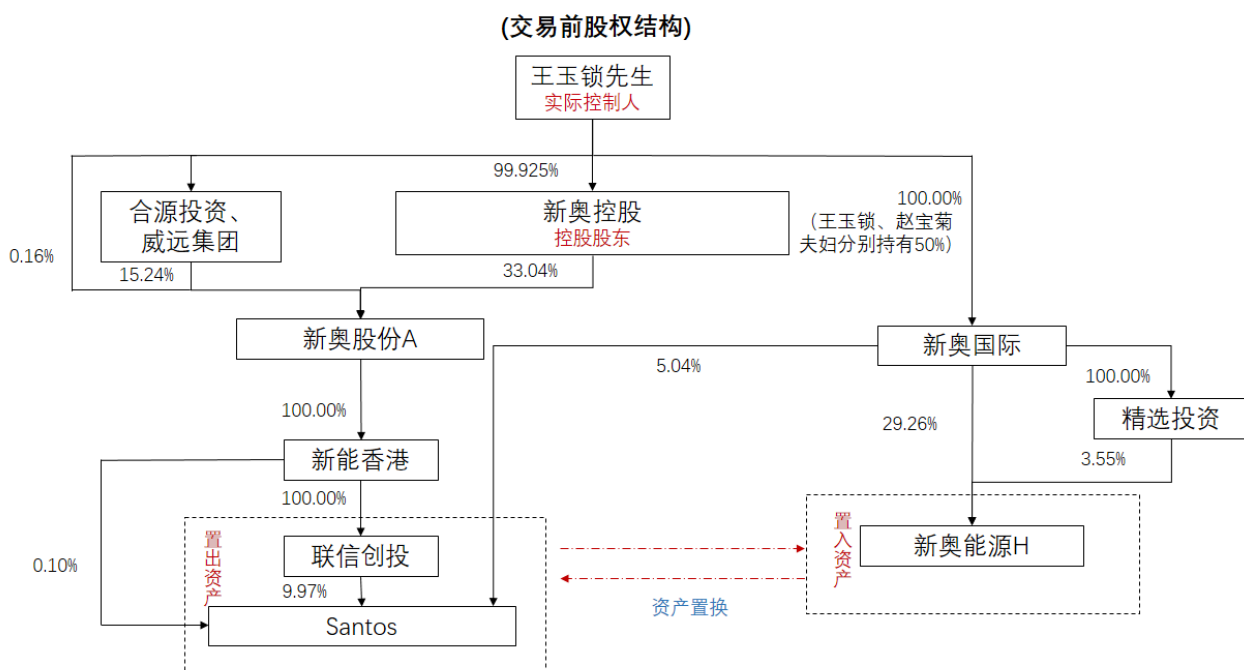 (交易前股权结构)
王玉锁先生
实际控制人
99.925%
合源投资、
威远集团
新奥控股
控股股东
100.00%
（王玉锁、赵宝菊
夫妇分别持有50%）
0.16%
15.24%
33.04%
新奥股份A
新奥国际
5.04%
100.00%
100.00%
29.26%
精选投资
新能香港
3.55%
100.00%
置出资产
联信创投
置入资产
新奥能源H
0.10%
9.97%
资产置换
Santos